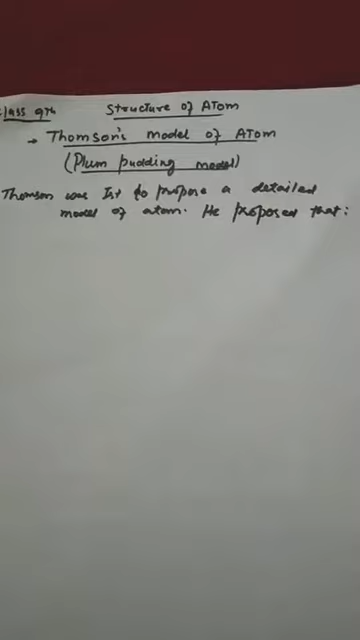 Class 9th Structure of Atom
→ Thomson's model of Atom
(Plum pudding model)
Thomson was Ist to propose a detailed
model of atom. He proposed that: